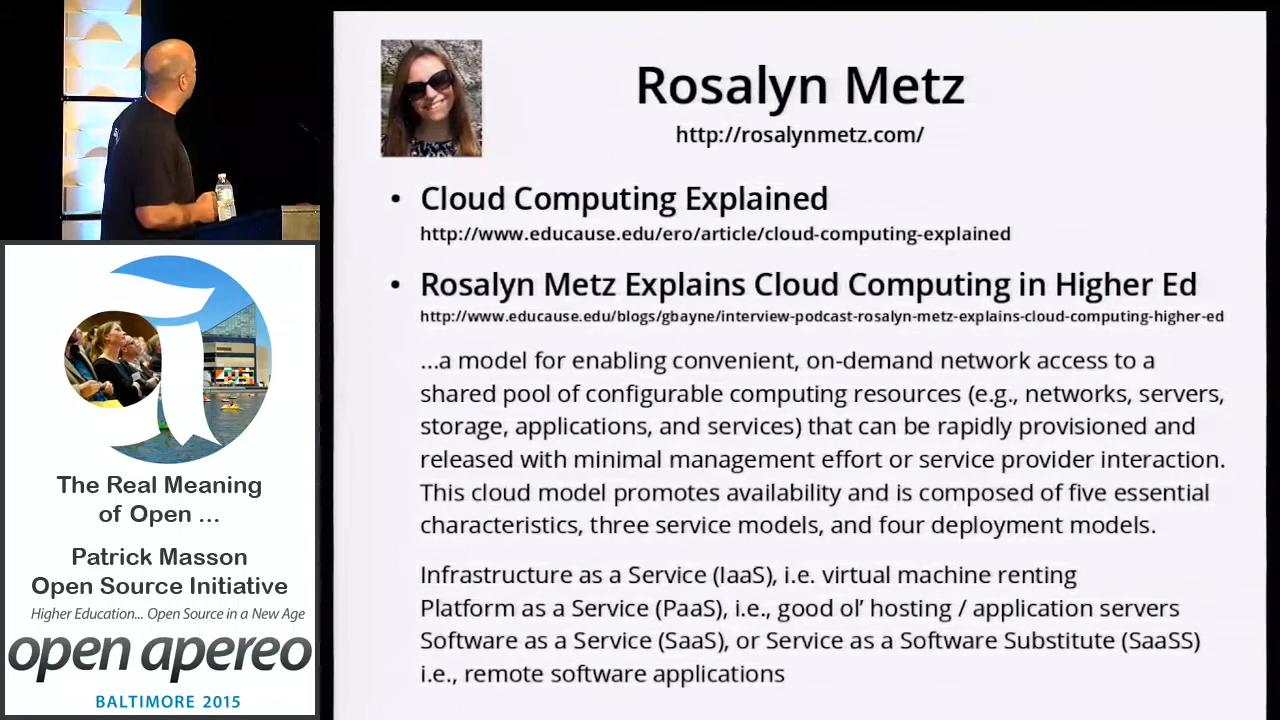 Rosalyn Metz
http://rosalynmetz.com/
• Cloud Computing Explained
http://www.educause.edu/ero/article/cloud-computing-explained
• Rosalyn Metz Explains Cloud Computing in Higher Ed
http://www.educause.edu/blogs/gbayne/interview-podcast-rosalyn-metz-explains-cloud-computing-higher-ed
...a model for enabling convenient, on-demand network access to a
shared pool of configurable computing resources (e.g., networks, servers,
storage, applications, and services) that can be rapidly provisioned and
released with minimal management effort or service provider interaction.
This cloud model promotes availability and is composed of five essential
characteristics, three service models, and four deployment models.
Infrastructure as a Service (IaaS), i.e. virtual machine renting
Platform as a Service (PaaS), i.e., good ol’ hosting / application servers
Software as a Service (SaaS), or Service as a Software Substitute (SaaSS)
i.e., remote software applications
The Real Meaning
of Open ...
Patrick Masson
Open Source Initiative
Higher Education... Open Source in a New Age
open apereo
BALTIMORE 2015